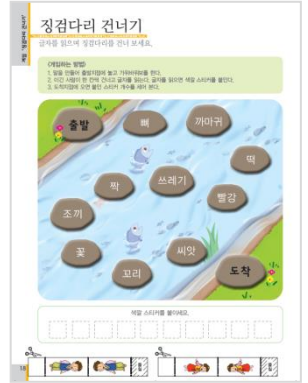 징검다리 건너기
글자를 읽으며 징검다리를 건너 보세요.
<게임하는 방법>
1. 말을 만들어 출발지점에 놓고 가위바위보를 한다.
2. 이긴 사람이 한 칸씩 건너고 글자를 읽는다. 글자를 읽으면 색깔 스티커를 붙인다.
3. 도착지점에 오면 붙인 스티커 개수를 세어 본다.
출발
뼈
까마귀
떡
짝
쓰레기
빨강
조끼
꽃
꼬리
씨앗
도착
색깔 스티커를 붙이세요.
18